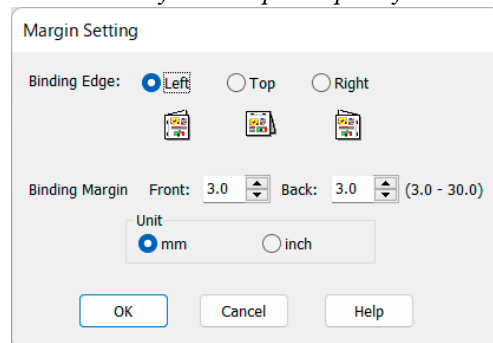 Margin Setting
Binding Edge: Left Top Right
Binding Margin Front: 3.0 Back: 3.0 (3.0 - 30.0)
Unit
mm inch
OK Cancel Help